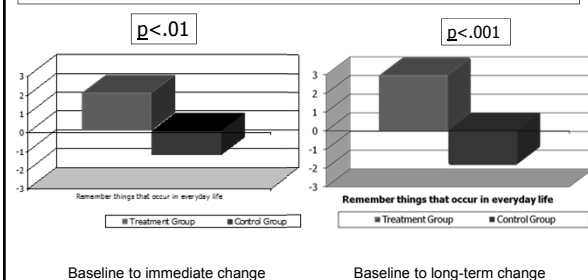 p<.01
3
2
1
0
-1
-2
-3
Remember things that occur in everyday life
Treatment Group Control Group
Baseline to immediate change
p<.001
3
2
1
0
-1
-2
-3
Remember things that occur in everyday life
Treatment Group Control Group
Baseline to long-term change